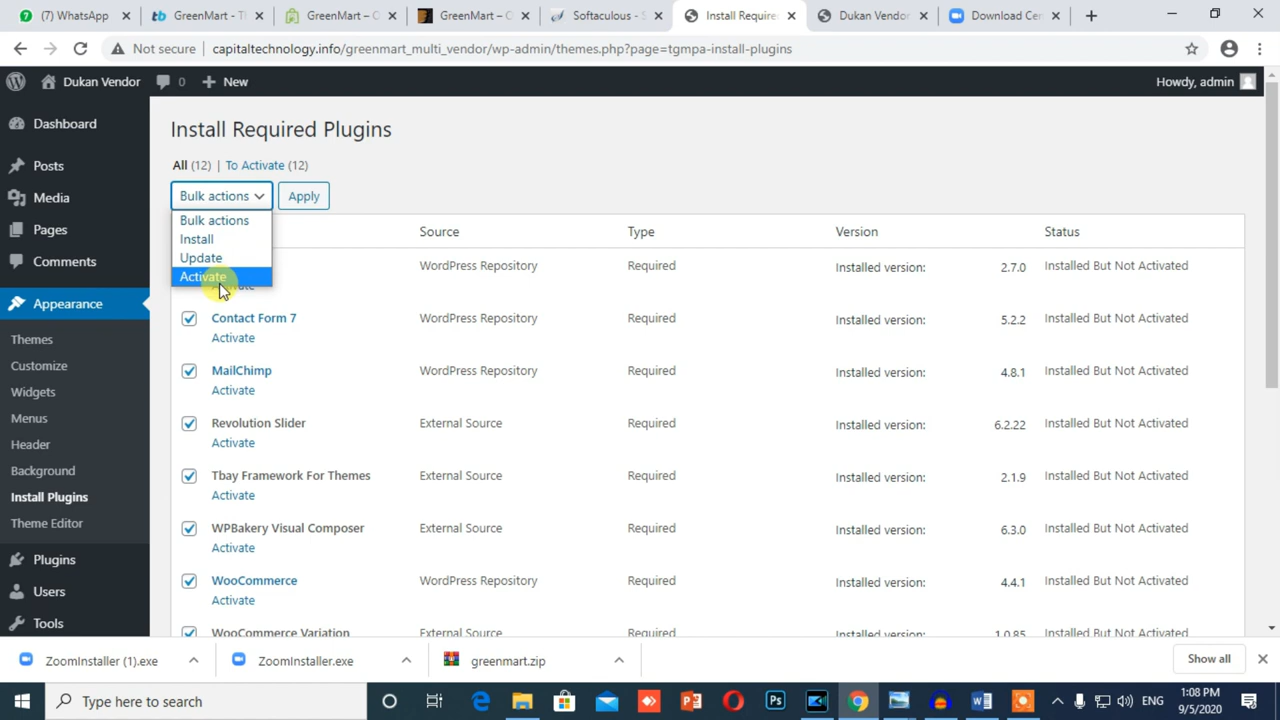 (7) WhatsApp
GreenMart – T
GreenMart – C
GreenMart – C
Softaculous - S
Install Require
Dukan Vendor
Download Ce
Not secure | capitaltechnology.info/greenmart_multi_vendor/wp-admin/themes.php?page=tgmpa-install-plugins
Dukan Vendor 0 New Howdy, admin
Dashboard
Posts
Media
Pages
Comments
Appearance
Themes
Customize
Widgets
Menus
Header
Background
Install Plugins
Theme Editor
Plugins
Users
Tools
Install Required Plugins
All (12) | To Activate (12)
Bulk actions Apply
Bulk actions
Install
Update
Activate
Source Type Version Status
WordPress Repository Required Installed version: 2.7.0 Installed But Not Activated
Contact Form 7 WordPress Repository Required Installed version: 5.2.2 Installed But Not Activated
Activate
MailChimp WordPress Repository Required Installed version: 4.8.1 Installed But Not Activated
Activate
Revolution Slider External Source Required Installed version: 6.2.22 Installed But Not Activated
Activate
Tbay Framework For Themes External Source Required Installed version: 2.1.9 Installed But Not Activated
Activate
WPBakery Visual Composer External Source Required Installed version: 6.3.0 Installed But Not Activated
Activate
WooCommerce WordPress Repository Required Installed version: 4.4.1 Installed But Not Activated
Activate
WooCommerce Variation External Source Required Installed version: 1.0.85 Installed But Not Activated
ZoomInstaller (1).exe
ZoomInstaller.exe
greenmart.zip
Show all
Type here to search
ENG
1:08 PM
9/5/2020